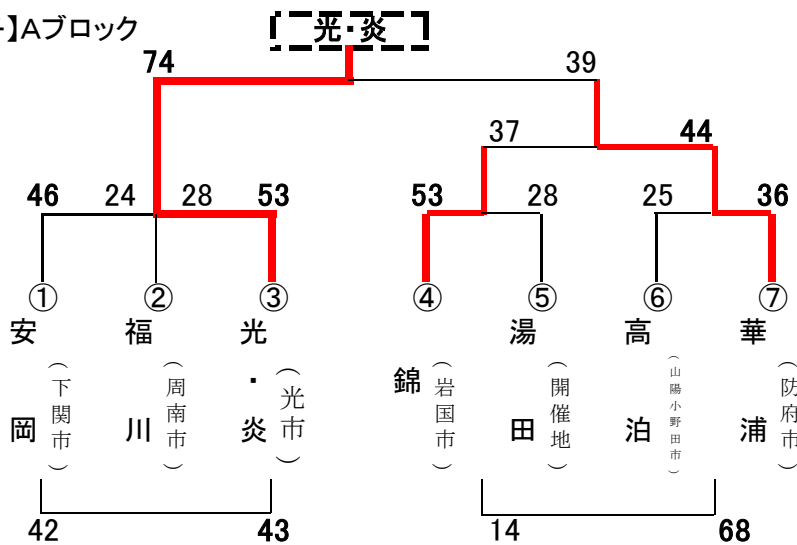 】Aブロック
光・炎
74
39
37
44
46 24 28 53
53 28 25 36
① ② ③ ④ ⑤ ⑥ ⑦
安岡（下関市）
福川（周南市）
光・炎（光市）
錦（岩国市）
湯田（開催地）
高泊（山陽小野田市）
華浦（防府市）
42 43 14 68